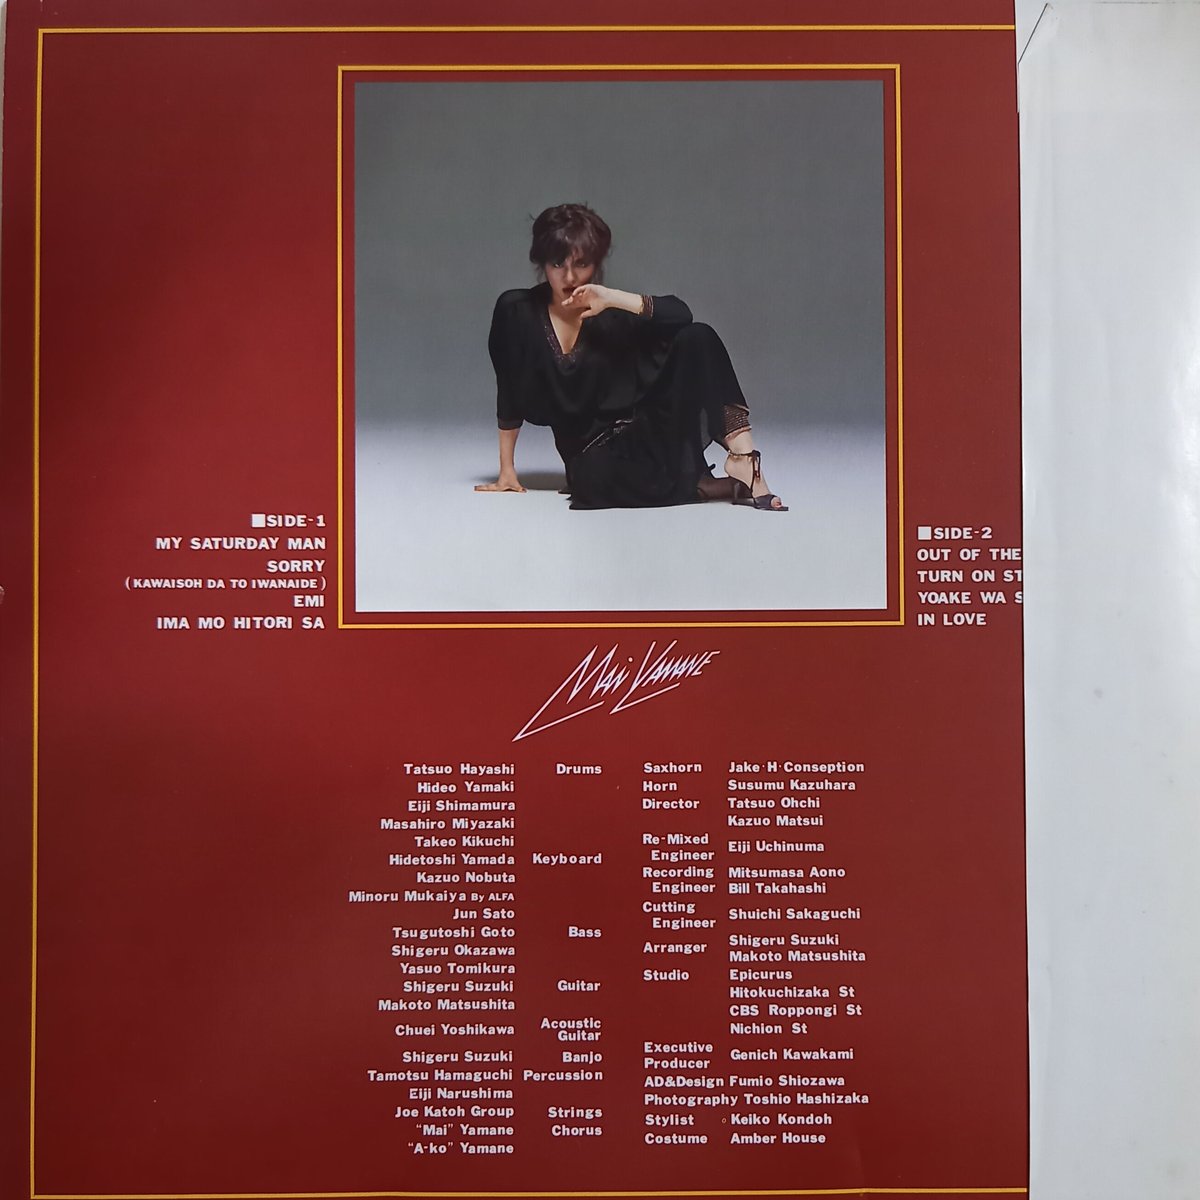 ■SIDE-1
MY SATURDAY MAN
SORRY
(KAWAISOH DA TO IWANAIDE)
EMI
IMA MO HITORI SA
■SIDE-2
OUT OF THE
TURN ON ST
YOAKE WA S
IN LOVE
Mai Yamane
Tatsuo Hayashi Drums
Hideo Yamaki
Eiji Shimamura
Masahiro Miyazaki
Takeo Kikuchi
Hidetoshi Yamada Keyboard
Kazuo Nobuta
Minoru Mukaiya By ALFA
Jun Sato
Tsugutoshi Goto Bass
Shigeru Okazawa
Yasuo Tomikura
Shigeru Suzuki Guitar
Makoto Matsushita
Chuei Yoshikawa Acoustic
Guitar
Shigeru Suzuki Banjo
Tamotsu Hamaguchi Percussion
Eiji Narushima
Joe Katoh Group Strings
"Mai" Yamane Chorus
"A-ko" Yamane
Saxhorn Jake·H·Conseption
Horn Susumu Kazuhara
Director Tatsuo Ohchi
Kazuo Matsui
Re-Mixed
Engineer Eiji Uchinuma
Recording Mitsumasa Aono
Engineer Bill Takahashi
Cutting
Engineer Shuichi Sakaguchi
Arranger Shigeru Suzuki
Makoto Matsushita
Studio Epicurus
Hitokuchizaka St
CBS Roppongi St
Nichion St
Executive
Producer Genich Kawakami
AD&Design Fumio Shiozawa
Photography Toshio Hashizaka
Stylist Keiko Kondoh
Costume Amber House